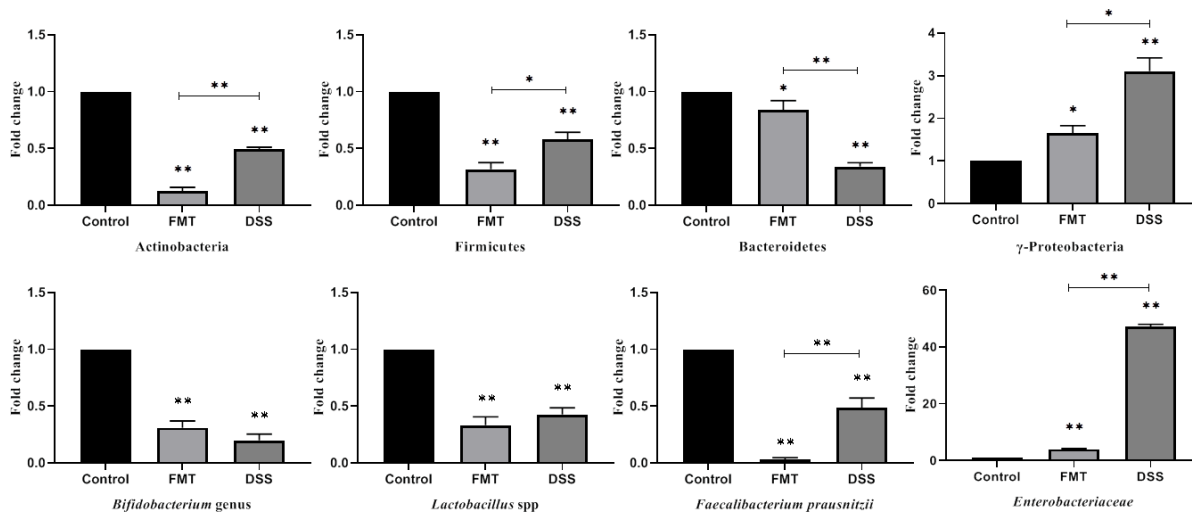 1.5
1.0
0.5
0.0
Fold change
**
**
**
Control FMT DSS
Actinobacteria
1.5
1.0
0.5
0.0
Fold change
*
**
**
Control FMT DSS
Firmicutes
1.5
1.0
0.5
0.0
Fold change
**
*
**
Control FMT DSS
Bacteroidetes
4
3
2
1
0
Fold change
*
**
*
Control FMT DSS
γ-Proteobacteria
1.5
1.0
0.5
0.0
Fold change
**
**
Control FMT DSS
Bifidobacterium genus
1.5
1.0
0.5
0.0
Fold change
**
**
Control FMT DSS
Lactobacillus spp
1.5
1.0
0.5
0.0
Fold change
**
**
**
Control FMT DSS
Faecalibacterium prausnitzii
60
40
20
0
Fold change
**
**
**
Control FMT DSS
Enterobacteriaceae